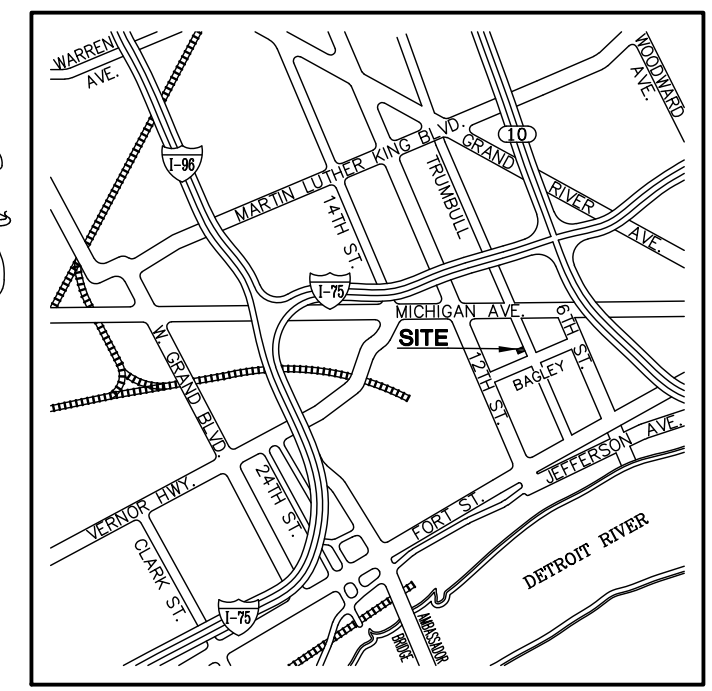 WARREN
AVE.
WOODWARD
AVE.
10
I-96
MARTIN LUTHER KING BLVD.
GRAND RIVER AVE.
TRUMBULL
14TH ST.
I-75
MICHIGAN AVE.
SITE
6TH ST.
W. GRAND BLVD.
12TH ST.
BAGLEY
JEFFERSON AVE.
24TH ST.
VERNOR HWY.
FORT ST.
CLARK ST.
DETROIT RIVER
I-75
AMBASSADOR
BRIDGE